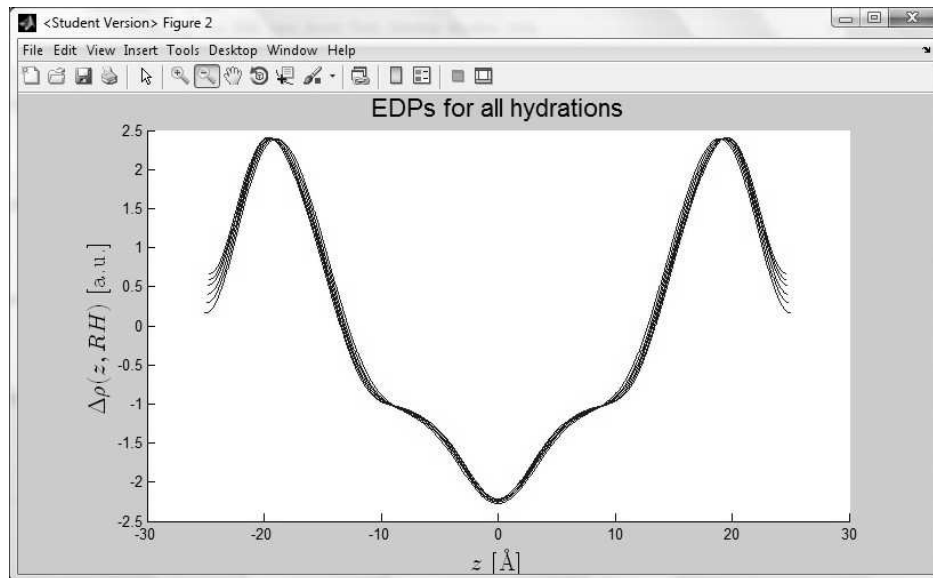 <Student Version> Figure 2
File Edit View Insert Tools Desktop Window Help
EDPs for all hydrations
2.5
2
1.5
1
0.5
0
-0.5
-1
-1.5
-2
-2.5
Δρ(z, RH) [a.u.]
-30 -20 -10 0 10 20 30
z [Å]